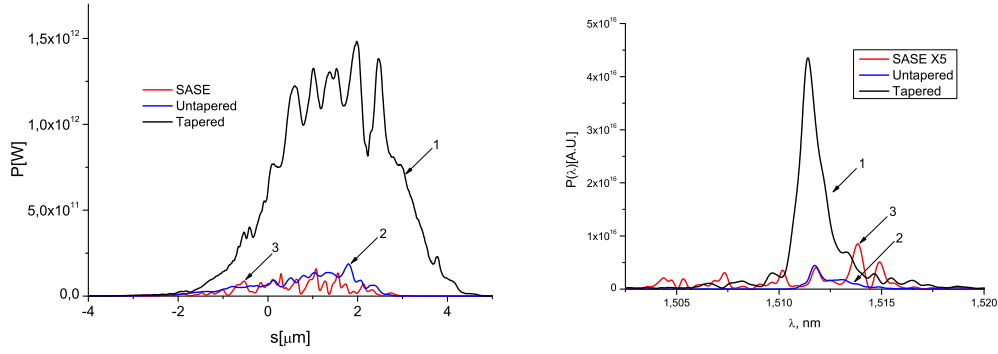 P[W]
1,5x10¹²
1,0x10¹²
5,0x10¹¹
0,0
SASE
Untapered
Tapered
1
2
3
-4
-2
0
2
4
s[μm]
P(λ)[A.U.]
5x10¹⁶
4x10¹⁶
3x10¹⁶
2x10¹⁶
1x10¹⁶
0
SASE X5
Untapered
Tapered
1
3
2
1,505
1,510
1,515
1,520
λ, nm